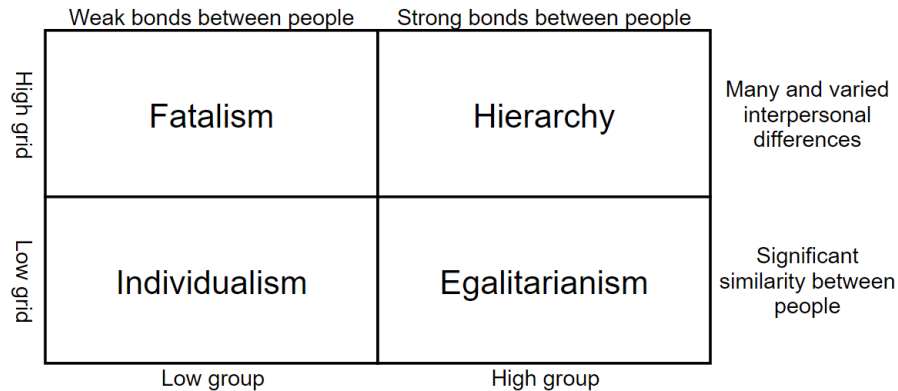 Weak bonds between people
Strong bonds between people
High grid
Fatalism
Hierarchy
Many and varied
interpersonal
differences
Low grid
Individualism
Egalitarianism
Significant
similarity between
people
Low group
High group